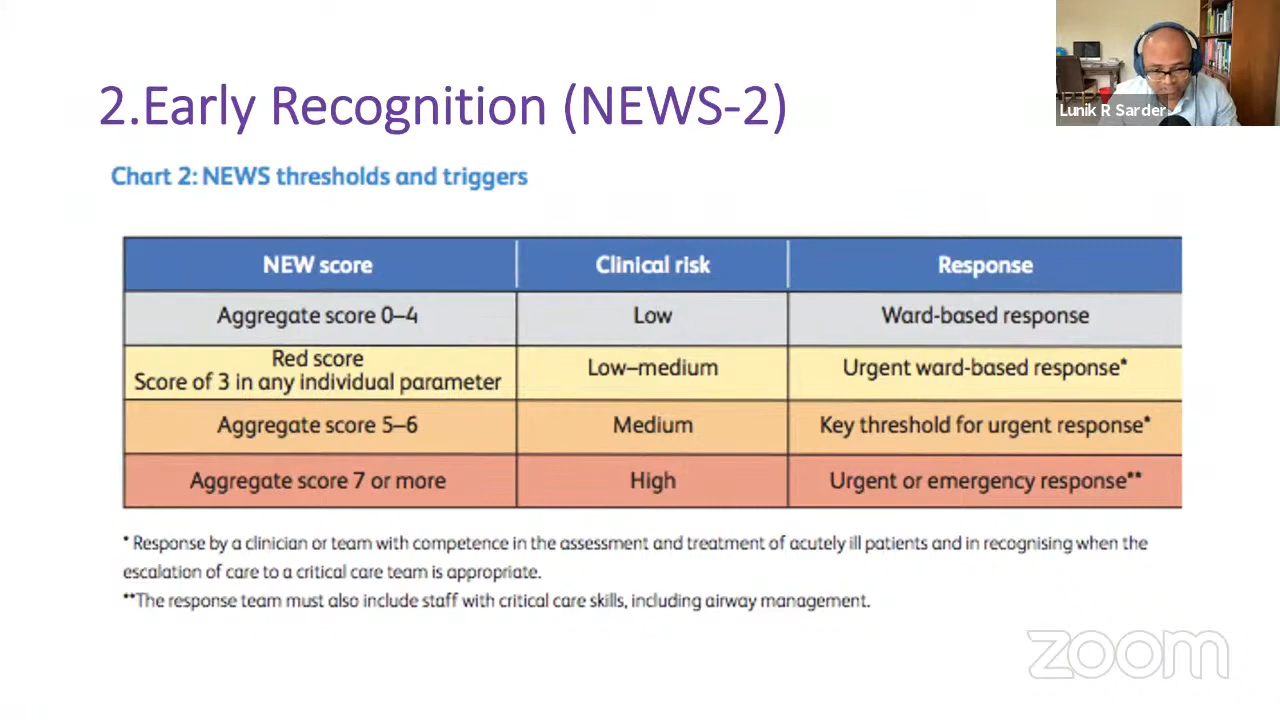 2.Early Recognition (NEWS-2)
Lunik R Sarder
Chart 2: NEWS thresholds and triggers
NEW score Clinical risk Response
Aggregate score 0–4 Low Ward-based response
Red score
Score of 3 in any individual parameter Low–medium Urgent ward-based response*
Aggregate score 5–6 Medium Key threshold for urgent response*
Aggregate score 7 or more High Urgent or emergency response**
* Response by a clinician or team with competence in the assessment and treatment of acutely ill patients and in recognising when the
escalation of care to a critical care team is appropriate.
**The response team must also include staff with critical care skills, including airway management.
zoom